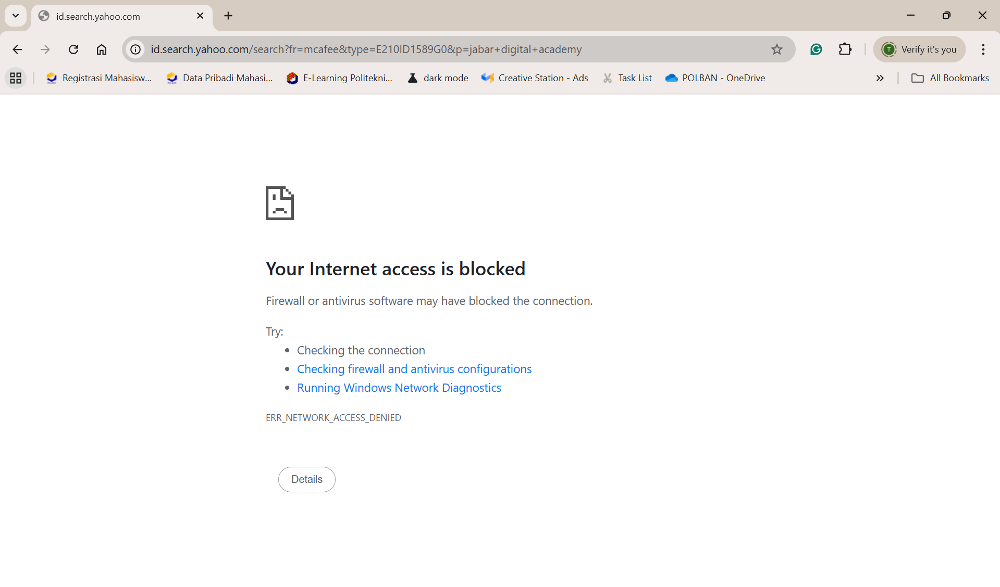 id.search.yahoo.com
id.search.yahoo.com/search?fr=mcafee&type=E210ID1589G0&p=jabar+digital+academy
T
Verify it's you
Registrasi Mahasisw...
Data Pribadi Mahasi...
E-Learning Politekni...
dark mode
Creative Station - Ads
Task List
POLBAN - OneDrive
All Bookmarks
Your Internet access is blocked
Firewall or antivirus software may have blocked the connection.
Try:
Checking the connection
Checking firewall and antivirus configurations
Running Windows Network Diagnostics
ERR_NETWORK_ACCESS_DENIED
Details